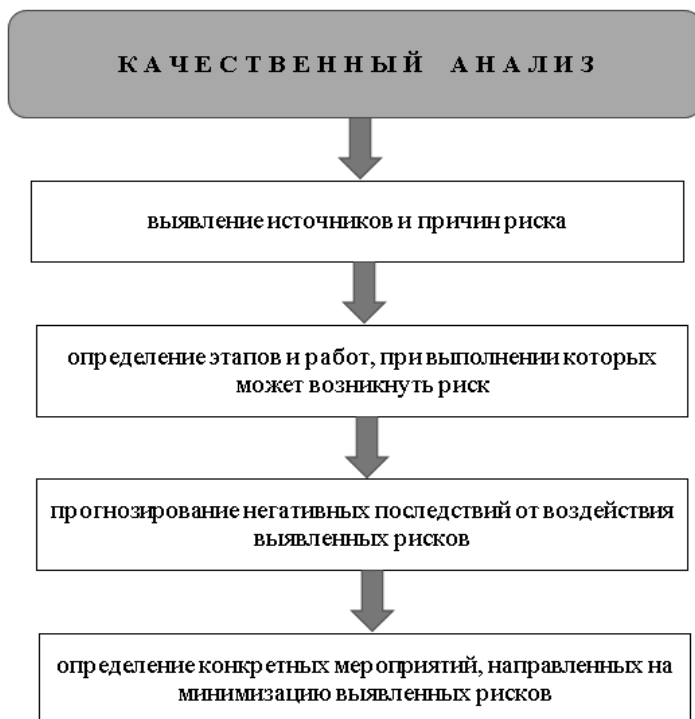 КАЧЕСТВЕННЫЙ АНАЛИЗ
выявление источников и причин риска
определение этапов и работ, при выполнении которых
может возникнуть риск
прогнозирование негативных последствий от воздействия
выявленных рисков
определение конкретных мероприятий, направленных на
минимизацию выявленных рисков